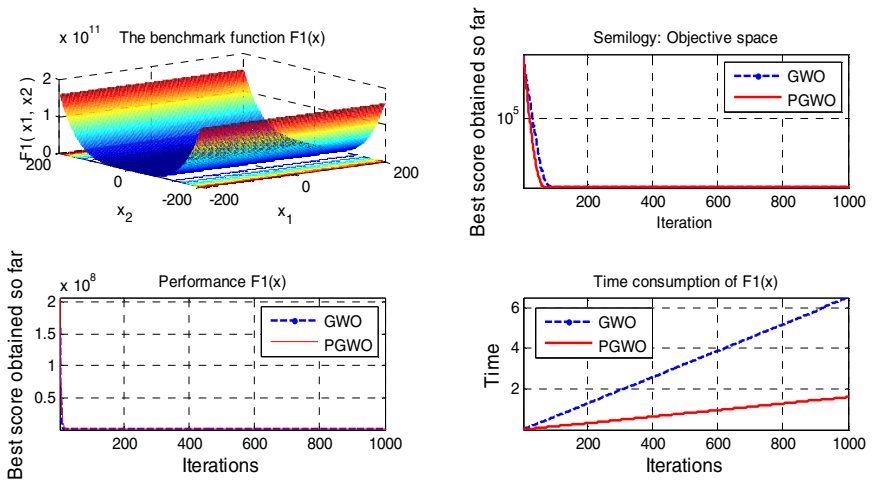 x 10^11
The benchmark function F1(x)
F1( x1, x2 )
2
1
0
200
0
-200
-200
0
200
x_2
x_1
Semilogy: Objective space
Best score obtained so far
10^5
GWO
PGWO
200 400 600 800 1000
Iteration
x 10^8
Performance F1(x)
Best score obtained so far
2
1.5
1
0.5
GWO
PGWO
200 400 600 800 1000
Iterations
Time consumption of F1(x)
Time
6
4
2
GWO
PGWO
200 400 600 800 1000
Iterations